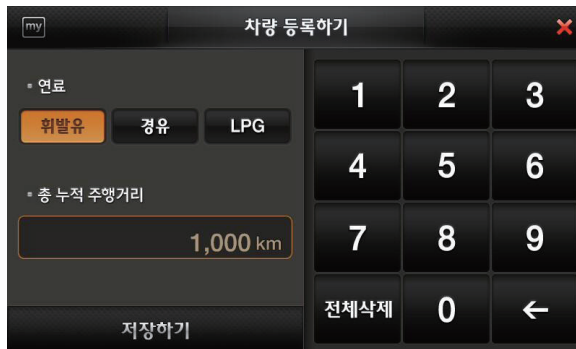 my
차량 등록하기
연료
휘발유 경유 LPG
총 누적 주행거리
1,000 km
저장하기
1 2 3
4 5 6
7 8 9
전체삭제 0